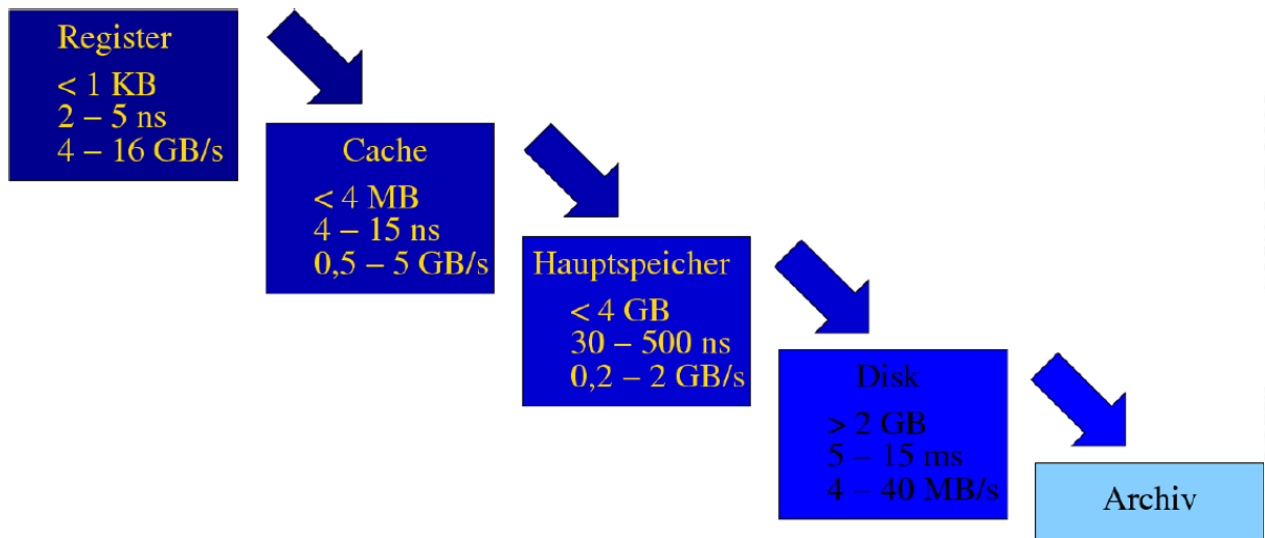 Register
< 1 KB
2 – 5 ns
4 – 16 GB/s
Cache
< 4 MB
4 – 15 ns
0,5 – 5 GB/s
Hauptspeicher
< 4 GB
30 – 500 ns
0,2 – 2 GB/s
Disk
> 2 GB
5 – 15 ms
4 – 40 MB/s
Archiv